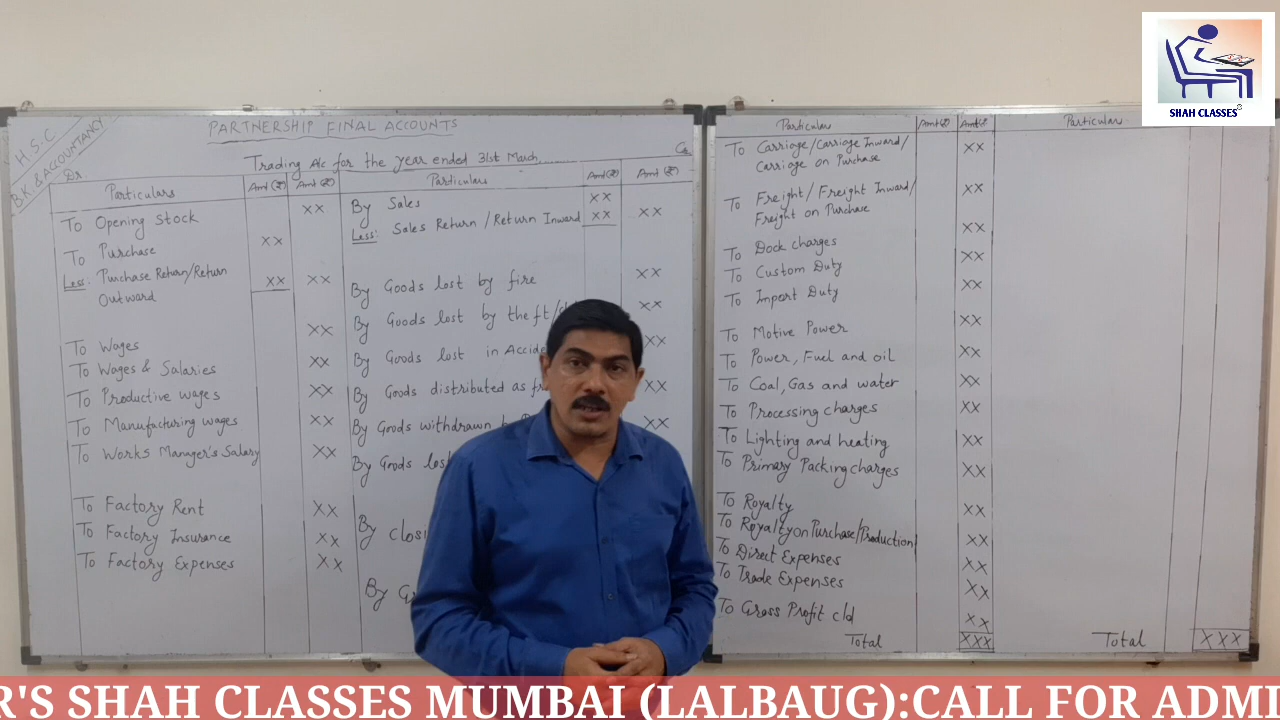 SHAH CLASSES
H.S.C
B.K. & ACCOUNTANCY
PARTNERSHIP FINAL ACCOUNTS
Trading A/c for the year ended 31st March...........
Dr
Cr
Particulars Amt(₹) Amt(₹) Particulars Amt(₹) Amt(₹)
To Opening Stock xx
To Purchase xx
Less: Purchase Return/Return xx xx
Outward
To Wages xx
To Wages & Salaries xx
To Productive wages xx
To Manufacturing wages xx
To Works Manager's Salary xx
To Factory Rent xx
To Factory Insurance xx
To Factory Expenses xx
By Sales xx
Less: Sales Return/Return Inward xx xx
By Goods lost by fire xx
By Goods lost by theft/ xx
By Goods lost in xx
By Goods distributed as xx
By Goods withdrawn xx
By Goods
By
By
Particular Amt(₹) Amt(₹) Particular
To Carriage/Carriage Inward/ xx
Carriage on Purchase
To Freight/Freight Inward/ xx
Freight on Purchase
To Dock charges xx
To Custom Duty xx
To Import Duty xx
To Motive Power xx
To Power, Fuel and oil xx
To Coal, Gas and water xx
To Processing charges xx
To Lighting and heating xx
To Primary Packing charges xx
To Royalty xx
To Royalty on Purchase/Production xx
To Direct Expenses xx
To Trade Expenses xx
To Gross Profit c/d xx
Total xxx Total xxx
R'S SHAH CLASSES MUMBAI (LALBAUG):CALL FOR ADMI